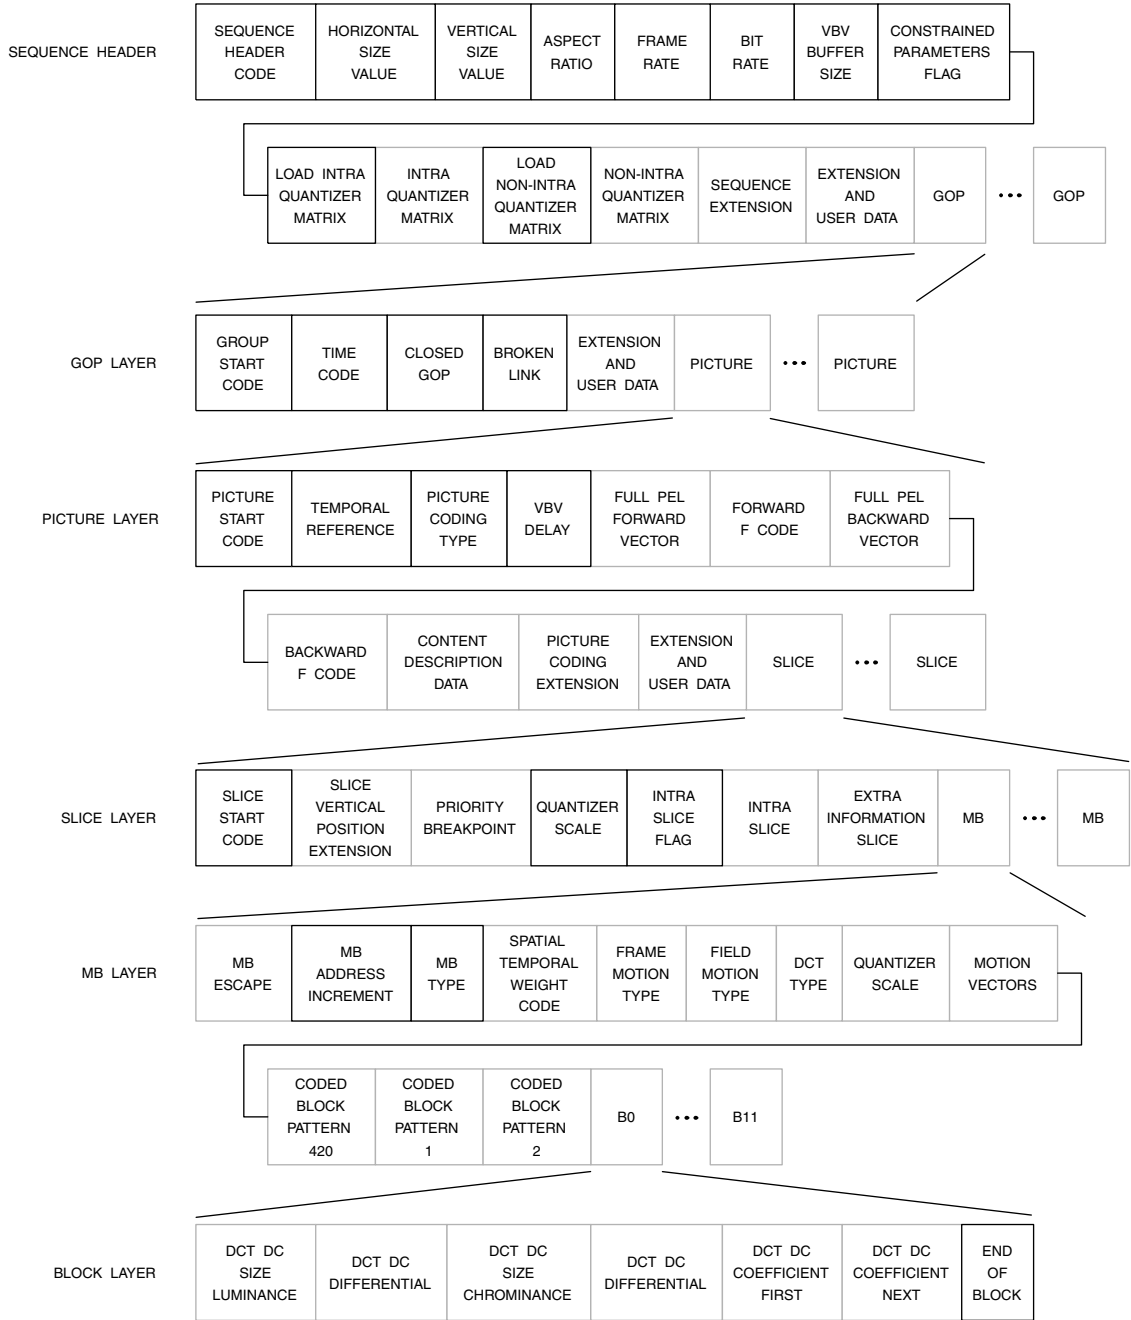 SEQUENCE HEADER
SEQUENCE
HEADER
CODE
HORIZONTAL
SIZE
VALUE
VERTICAL
SIZE
VALUE
ASPECT
RATIO
FRAME
RATE
BIT
RATE
VBV
BUFFER
SIZE
CONSTRAINED
PARAMETERS
FLAG
LOAD INTRA
QUANTIZER
MATRIX
INTRA
QUANTIZER
MATRIX
LOAD
NON-INTRA
QUANTIZER
MATRIX
NON-INTRA
QUANTIZER
MATRIX
SEQUENCE
EXTENSION
EXTENSION
AND
USER DATA
GOP
•••
GOP
GOP LAYER
GROUP
START
CODE
TIME
CODE
CLOSED
GOP
BROKEN
LINK
EXTENSION
AND
USER DATA
PICTURE
•••
PICTURE
PICTURE LAYER
PICTURE
START
CODE
TEMPORAL
REFERENCE
PICTURE
CODING
TYPE
VBV
DELAY
FULL PEL
FORWARD
VECTOR
FORWARD
F CODE
FULL PEL
BACKWARD
VECTOR
BACKWARD
F CODE
CONTENT
DESCRIPTION
DATA
PICTURE
CODING
EXTENSION
EXTENSION
AND
USER DATA
SLICE
•••
SLICE
SLICE LAYER
SLICE
START
CODE
SLICE
VERTICAL
POSITION
EXTENSION
PRIORITY
BREAKPOINT
QUANTIZER
SCALE
INTRA
SLICE
FLAG
INTRA
SLICE
EXTRA
INFORMATION
SLICE
MB
•••
MB
MB LAYER
MB
ESCAPE
MB
ADDRESS
INCREMENT
MB
TYPE
SPATIAL
TEMPORAL
WEIGHT
CODE
FRAME
MOTION
TYPE
FIELD
MOTION
TYPE
DCT
TYPE
QUANTIZER
SCALE
MOTION
VECTORS
CODED
BLOCK
PATTERN
420
CODED
BLOCK
PATTERN
1
CODED
BLOCK
PATTERN
2
B0
•••
B11
BLOCK LAYER
DCT DC
SIZE
LUMINANCE
DCT DC
DIFFERENTIAL
DCT DC
SIZE
CHROMINANCE
DCT DC
DIFFERENTIAL
DCT DC
COEFFICIENT
FIRST
DCT DC
COEFFICIENT
NEXT
END
OF
BLOCK